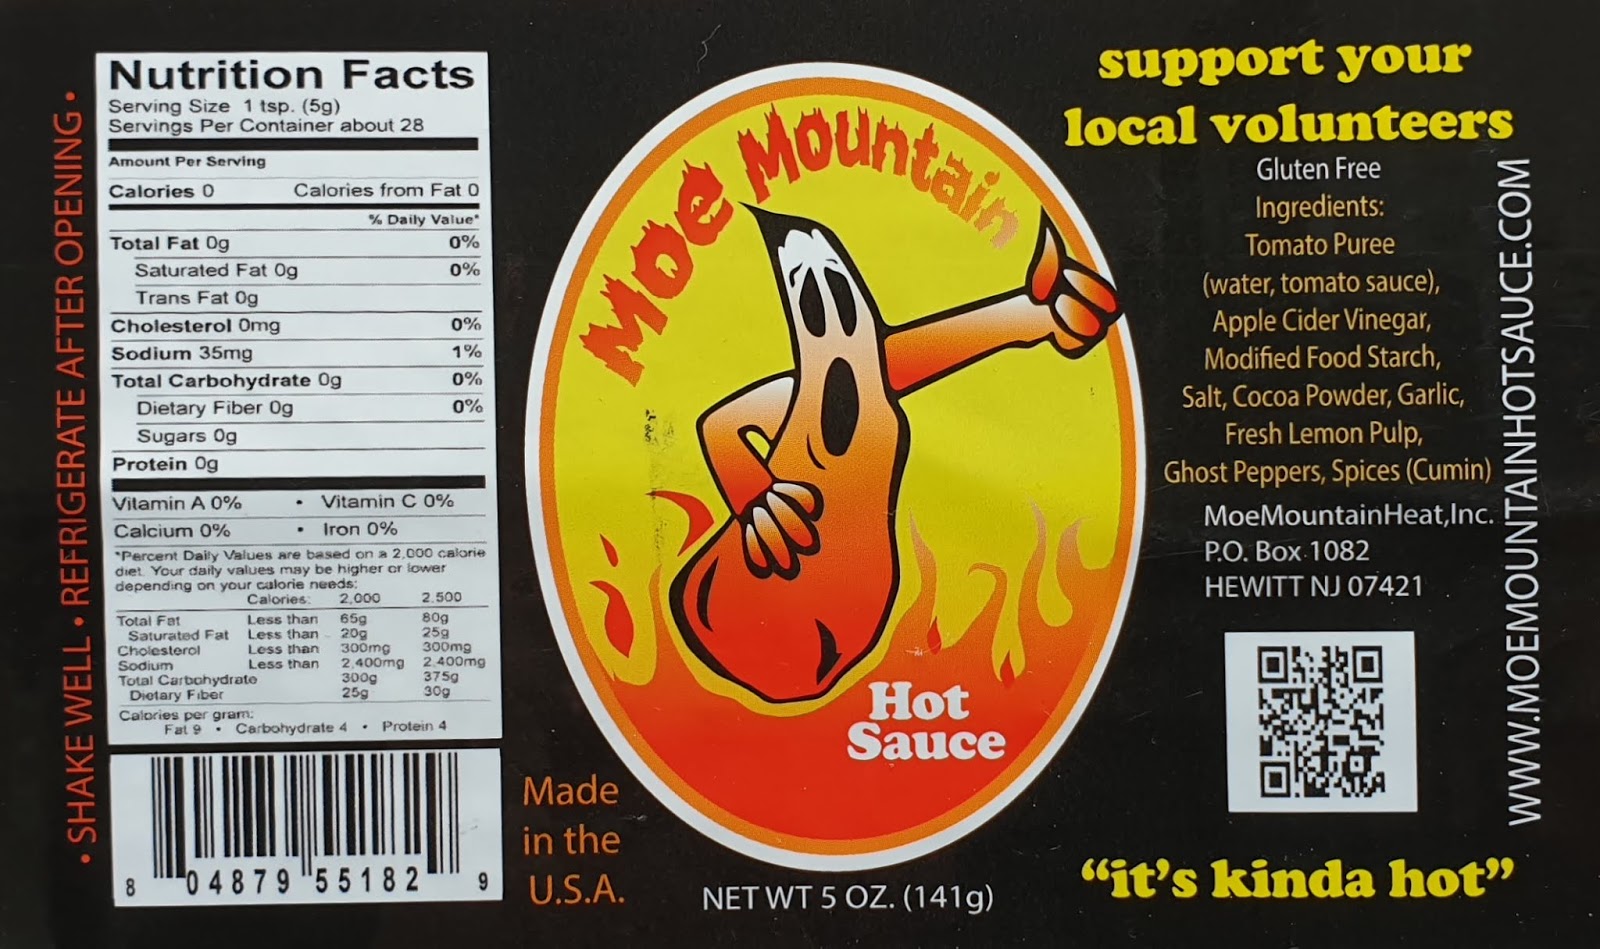 • SHAKE WELL • REFRIGERATE AFTER OPENING •
Nutrition Facts
Serving Size 1 tsp. (5g)
Servings Per Container about 28
Amount Per Serving
Calories 0 Calories from Fat 0
% Daily Value*
Total Fat 0g 0%
Saturated Fat 0g 0%
Trans Fat 0g
Cholesterol 0mg 0%
Sodium 35mg 1%
Total Carbohydrate 0g 0%
Dietary Fiber 0g 0%
Sugars 0g
Protein 0g
Vitamin A 0% • Vitamin C 0%
Calcium 0% • Iron 0%
*Percent Daily Values are based on a 2,000 calorie
diet. Your daily values may be higher or lower
depending on your calorie needs:
Calories: 2,000 2,500
Total Fat Less than 65g 80g
Saturated Fat Less than 20g 25g
Cholesterol Less than 300mg 300mg
Sodium Less than 2,400mg 2,400mg
Total Carbohydrate 300g 375g
Dietary Fiber 25g 30g
Calories per gram:
Fat 9 • Carbohydrate 4 • Protein 4
8 04879 55182 9
Made
in the
U.S.A.
Moe Mountain
Hot
Sauce
NET WT 5 OZ. (141g)
support your
local volunteers
Gluten Free
Ingredients:
Tomato Puree
(water, tomato sauce),
Apple Cider Vinegar,
Modified Food Starch,
Salt, Cocoa Powder, Garlic,
Fresh Lemon Pulp,
Ghost Peppers, Spices (Cumin)
MoeMountainHeat,Inc.
P.O. Box 1082
HEWITT NJ 07421
"it's kinda hot"
WWW.MOEMOUNTAINHOTSAUCE.COM